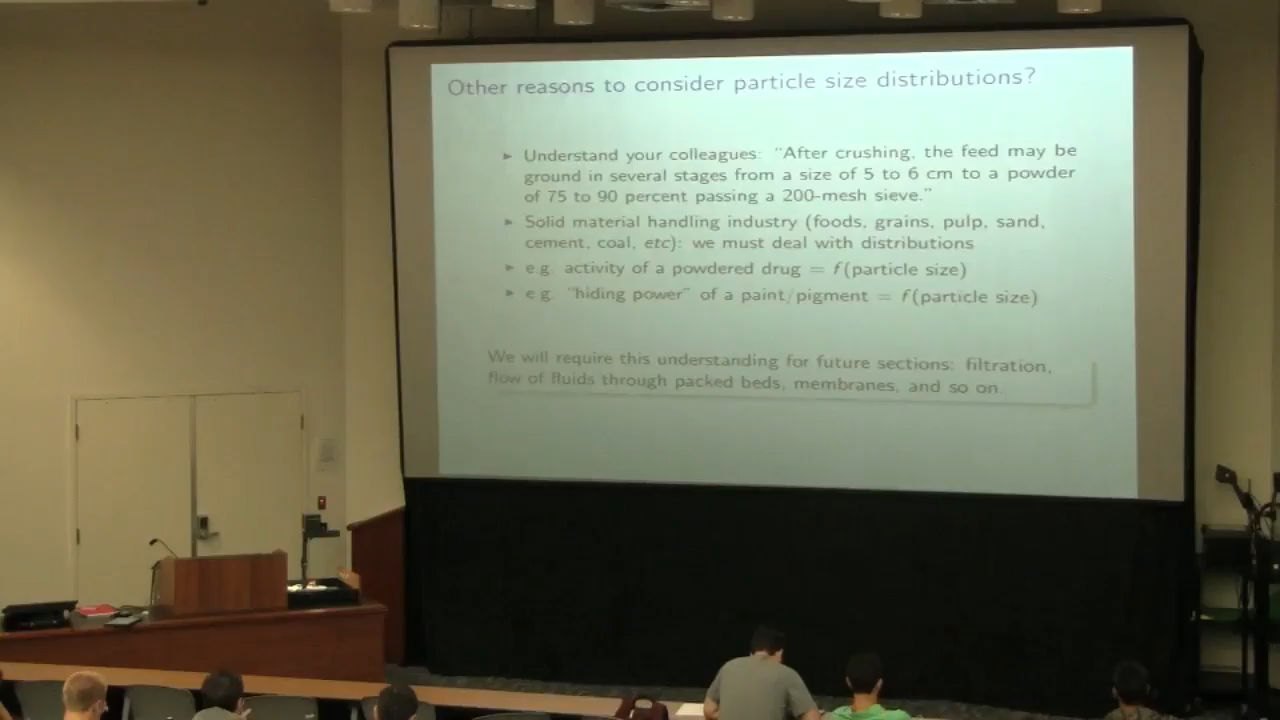 Other reasons to consider particle size distributions?
► Understand your colleagues: "After crushing, the feed may be
ground in several stages from a size of 5 to 6 cm to a powder
of 75 to 90 percent passing a 200-mesh sieve."
► Solid material handling industry (foods, grains, pulp, sand,
cement, coal, etc): we must deal with distributions
► e.g. activity of a powdered drug = f(particle size)
► e.g. "hiding power" of a paint/pigment = f(particle size)
We will require this understanding for future sections: filtration,
flow of fluids through packed beds, membranes, and so on.